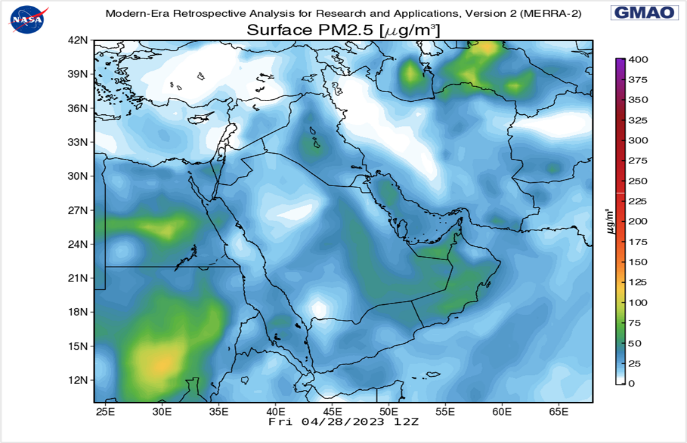 NASA
Modern-Era Retrospective Analysis for Research and Applications, Version 2 (MERRA-2)
GMAO
Surface PM2.5 [μg/m³]
42N
39N
36N
33N
30N
27N
24N
21N
18N
15N
12N
25E 30E 35E 40E 45E 50E 55E 60E 65E
Fri 04/28/2023 12Z
400
375
350
325
300
275
250
225
200
175
150
125
100
75
50
25
0
μg/m³